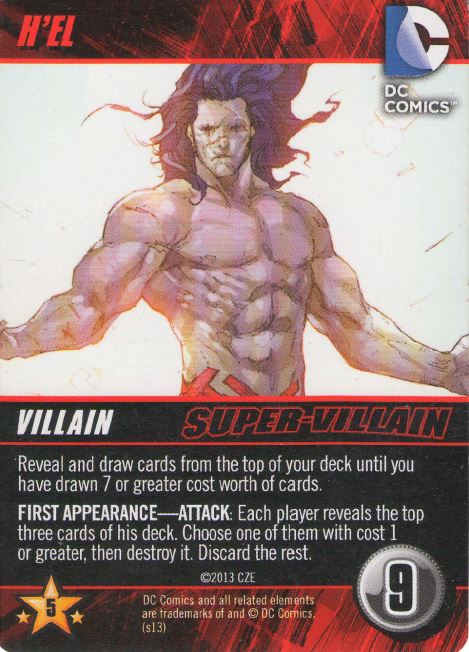 H'EL
DC
COMICS™
VILLAIN
SUPER-VILLAIN
Reveal and draw cards from the top of your deck until you
have drawn 7 or greater cost worth of cards.
FIRST APPEARANCE—ATTACK: Each player reveals the top
three cards of his deck. Choose one of them with cost 1
or greater, then destroy it. Discard the rest.
©2013 CZE
5
DC Comics and all related elements
are trademarks of and © DC Comics.
(s13)
9